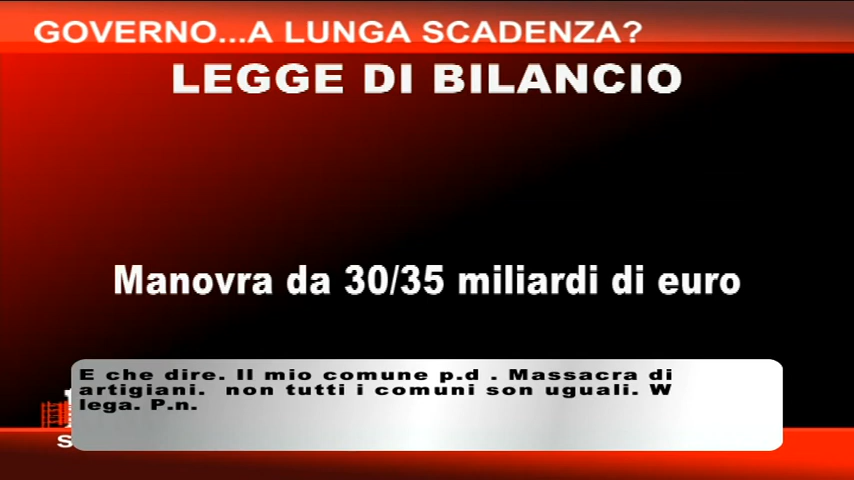 GOVERNO...A LUNGA SCADENZA?
LEGGE DI BILANCIO
Manovra da 30/35 miliardi di euro
E che dire. Il mio comune p.d . Massacra di
artigiani.  non tutti i comuni son uguali. W
lega. P.n.